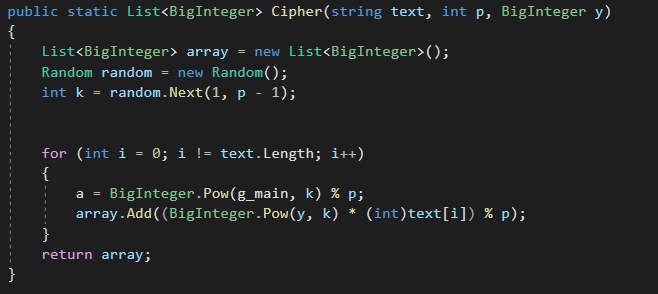 public static List<BigInteger> Cipher(string text, int p, BigInteger y)
{
List<BigInteger> array = new List<BigInteger>();
Random random = new Random();
int k = random.Next(1, p - 1);
for (int i = 0; i != text.Length; i++)
{
a = BigInteger.Pow(g_main, k) % p;
array.Add((BigInteger.Pow(y, k) * (int)text[i]) % p);
}
return array;
}